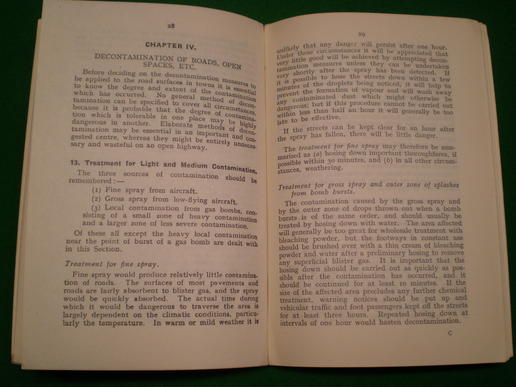 28
CHAPTER IV.
DECONTAMINATION OF ROADS, OPEN
SPACES, ETC.
Before deciding on the decontamination measures to
be applied to the road surfaces in towns it is essential
to know the degree and extent of the contamination
which has occurred. No general method of decon-
tamination can be specified to cover all circumstances,
because it is probable that the degree of contamina-
tion which is tolerable in one place may be highly
dangerous in another. Elaborate methods of decon-
tamination may be essential in an important and con-
gested centre, whereas they might be entirely unneces-
sary and wasteful on an open highway.
13. Treatment for Light and Medium Contamination.
The three sources of contamination should be
remembered :—
(1) Fine spray from aircraft.
(2) Gross spray from low-flying aircraft.
(3) Local contamination from gas bombs, con-
sisting of a small zone of heavy contamination
and a larger zone of less severe contamination.
Of these all except the heavy local contamination
near the point of burst of a gas bomb are dealt with
in this Section.
Treatment for fine spray.
Fine spray would produce relatively little contamina-
tion of roads. The surfaces of most pavements and
roads are fairly absorbent to blister gas, and the spray
would be quickly absorbed. The actual time during
which it would be dangerous to traverse the area is
largely dependent on the climatic conditions, particu-
larly the temperature. In warm or mild weather it is
29
unlikely that any danger will persist after one hour.
Under these circumstances it will be appreciated that
very little good will be achieved by attempting decon-
tamination measures unless they can be undertaken
very shortly after the spray has been detected. If
it is possible to hose the streets down within a few
minutes of the droplets being noticed, it will help to
prevent the formation of vapour and will wash away
any contaminated dust which might otherwise be
dangerous; but if this procedure cannot be carried out
within less than half an hour it will generally be too
late to be effective.
If the streets can be kept clear for an hour after
the spray has fallen, there will be little danger.
The treatment for fine spray may therefore be sum-
marised as (a) hosing down important thoroughfares, if
possible within 30 minutes, and (b) in all other circum-
stances, weathering.
Treatment for gross spray and outer zone of splashes
from bomb bursts.
The contamination caused by the gross spray and
by the outer zone of drops thrown out when a bomb
bursts is of the same order, and should usually be
treated by hosing down with water. The area affected
will generally be too great for wholesale treatment with
bleaching powder, but the footways in constant use
should be brushed over with a thin cream of bleaching
powder and water after a preliminary hosing to remove
any superficial blister gas. It is important that the
hosing down should be carried out as quickly as pos-
sible after the contamination has occurred, and it
should be continued for at least 10 minutes. If the
size of the affected area precludes any further chemical
treatment, warning notices should be put up and
vehicular traffic and foot passengers kept off the streets
for at least three hours. Repeated hosing down at
intervals of one hour would hasten decontamination.
C